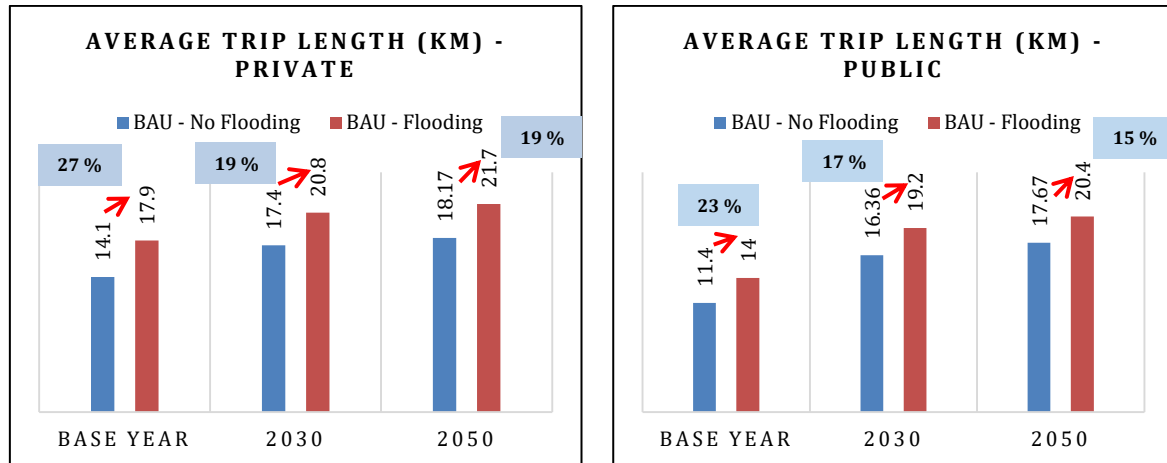 AVERAGE TRIP LENGTH (KM) -
PRIVATE
BAU - No Flooding BAU - Flooding
27 %
19 %
19 %
14.1
17.9
17.4
20.8
18.17
21.7
BASE YEAR 2030 2050
AVERAGE TRIP LENGTH (KM) -
PUBLIC
BAU - No Flooding BAU - Flooding
23 %
17 %
15 %
11.4
14
16.36
19.2
17.67
20.4
BASE YEAR 2030 2050